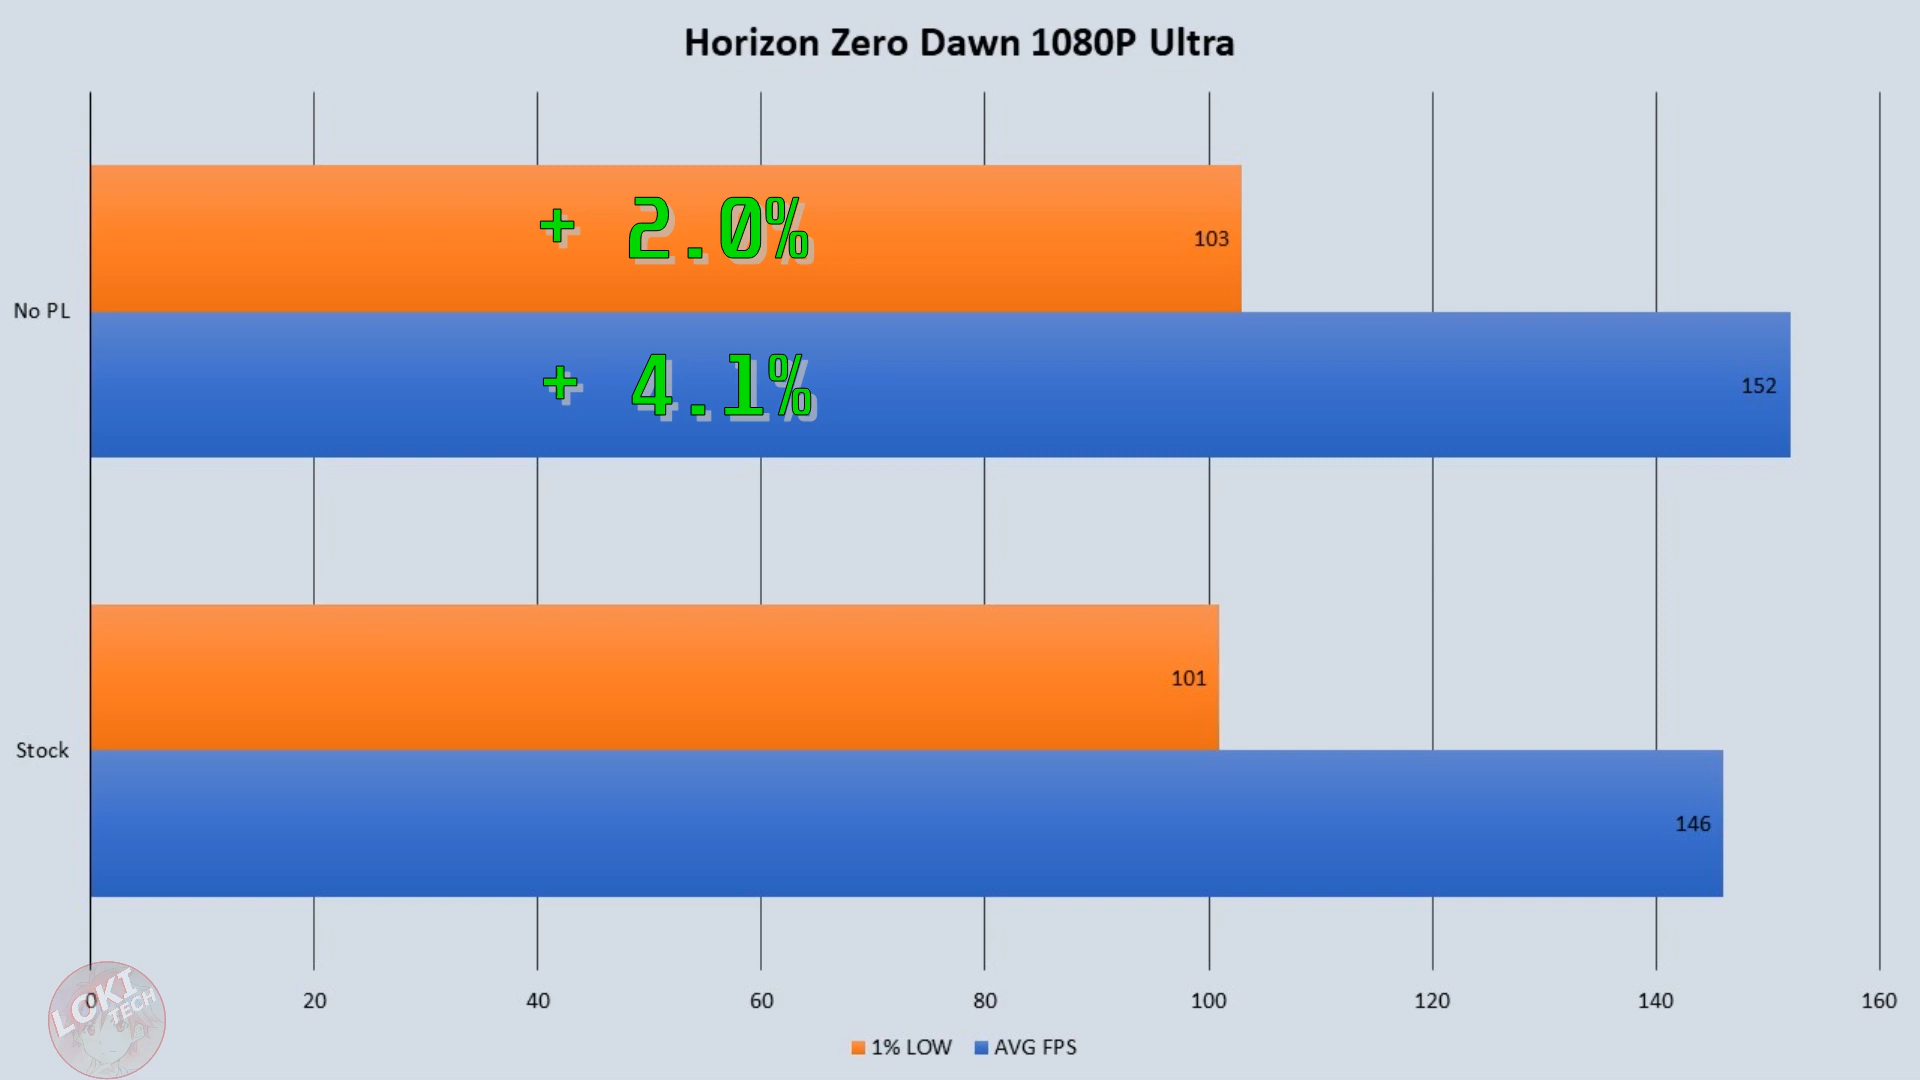 Horizon Zero Dawn 1080P Ultra
+ 2.0%
103
No PL
+ 4.1%
152
101
Stock
146
0 20 40 60 80 100 120 140 160
1% LOW AVG FPS
LOKI
TECH